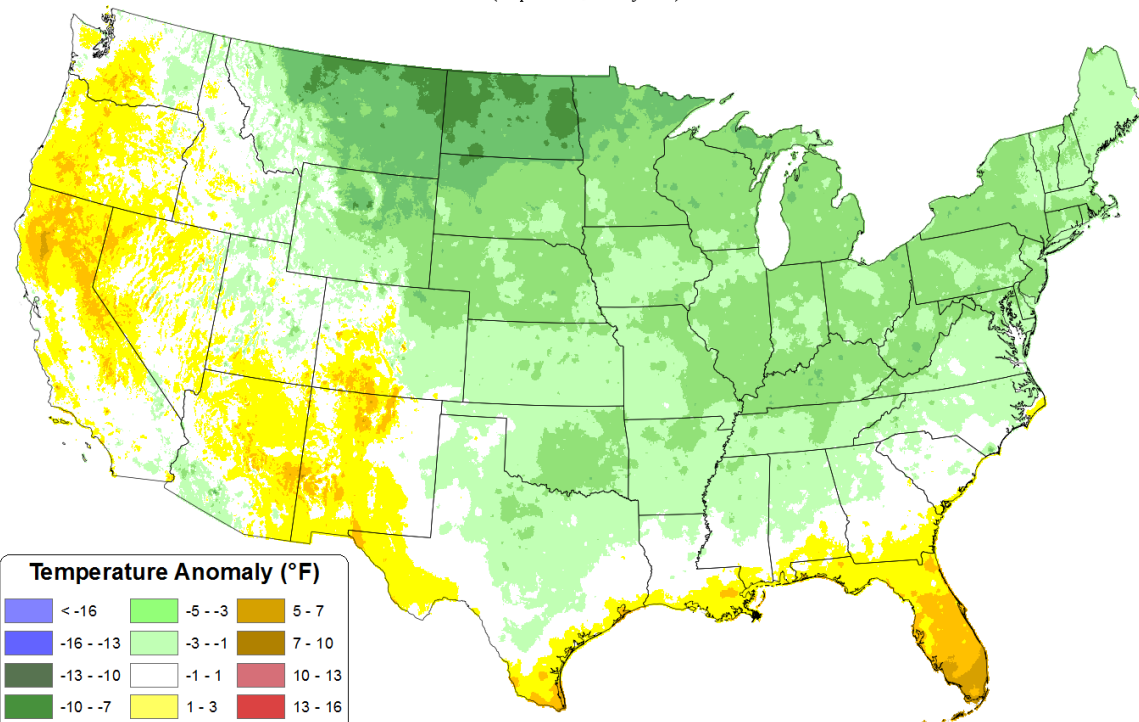 Temperature Anomaly (°F)
< -16 -5 - -3 5 - 7
-16 - -13 -3 - -1 7 - 10
-13 - -10 -1 - 1 10 - 13
-10 - -7 1 - 3 13 - 16